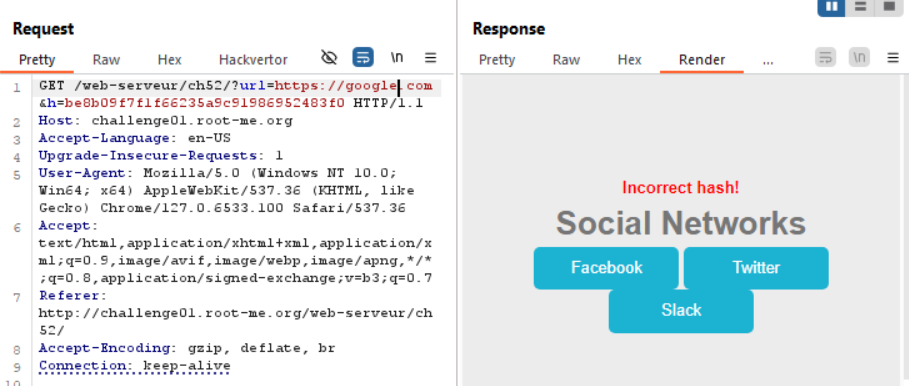 Request
Pretty Raw Hex Hackvertor \n
1 GET /web-serveur/ch52/?url=https://google.com
&h=be8b09f7f1f66235a9c91986952483f0 HTTP/1.1
2 Host: challenge01.root-me.org
3 Accept-Language: en-US
4 Upgrade-Insecure-Requests: 1
5 User-Agent: Mozilla/5.0 (Windows NT 10.0;
Win64; x64) AppleWebKit/537.36 (KHTML, like
Gecko) Chrome/127.0.6533.100 Safari/537.36
6 Accept:
text/html,application/xhtml+xml,application/x
ml;q=0.9,image/avif,image/webp,image/apng,*/*
;q=0.8,application/signed-exchange;v=b3;q=0.7
7 Referer:
http://challenge01.root-me.org/web-serveur/ch
52/
8 Accept-Encoding: gzip, deflate, br
9 Connection: keep-alive
10
Response
Pretty Raw Hex Render ... \n
Incorrect hash!
Social Networks
Facebook Twitter
Slack